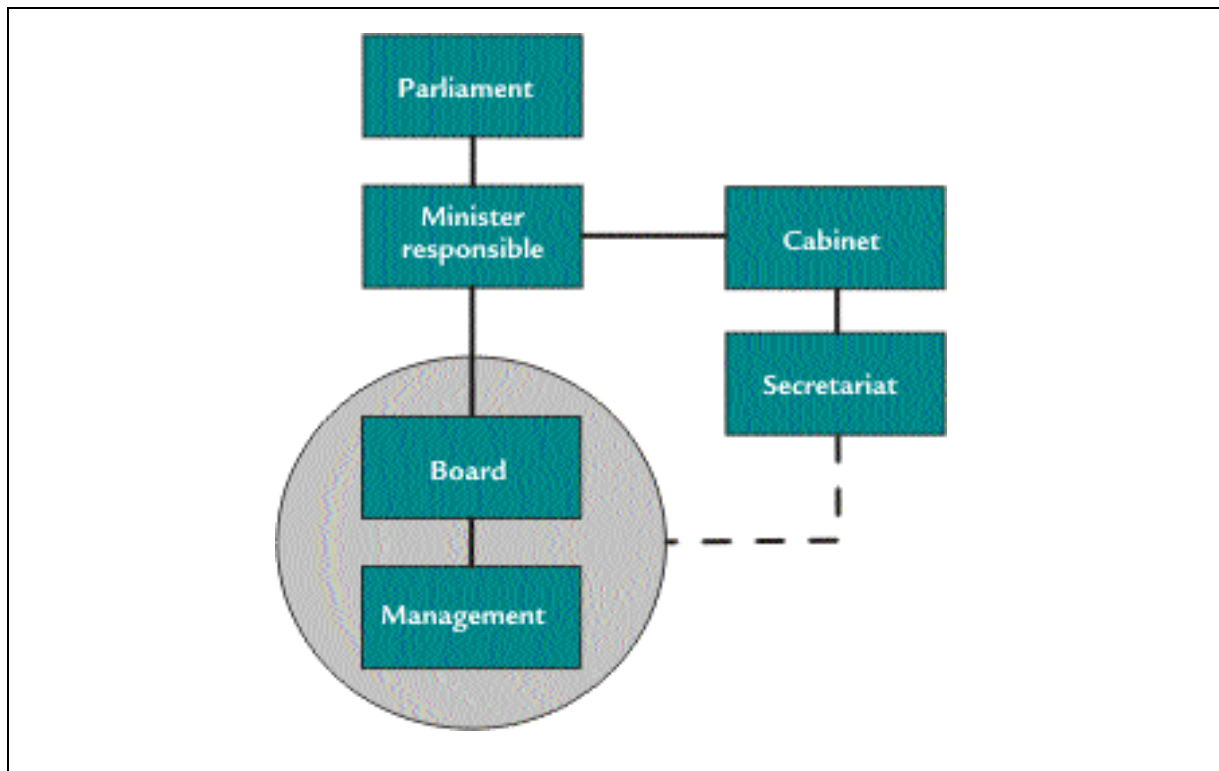 Parliament
Minister
responsible
Cabinet
Secretariat
Board
Management